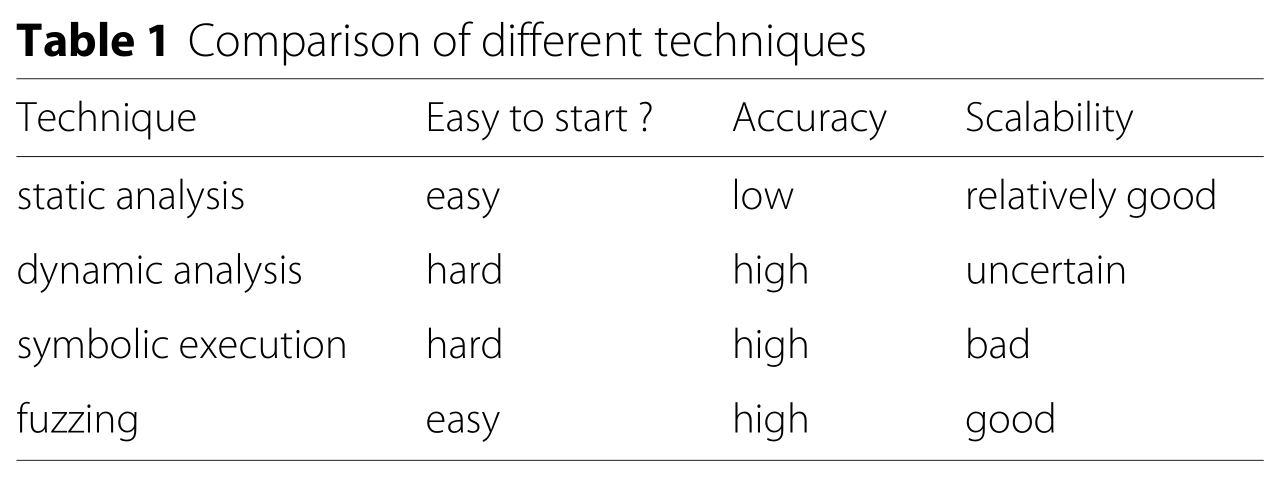 Table 1 Comparison of different techniques
Technique Easy to start ? Accuracy Scalability
static analysis easy low relatively good
dynamic analysis hard high uncertain
symbolic execution hard high bad
fuzzing easy high good